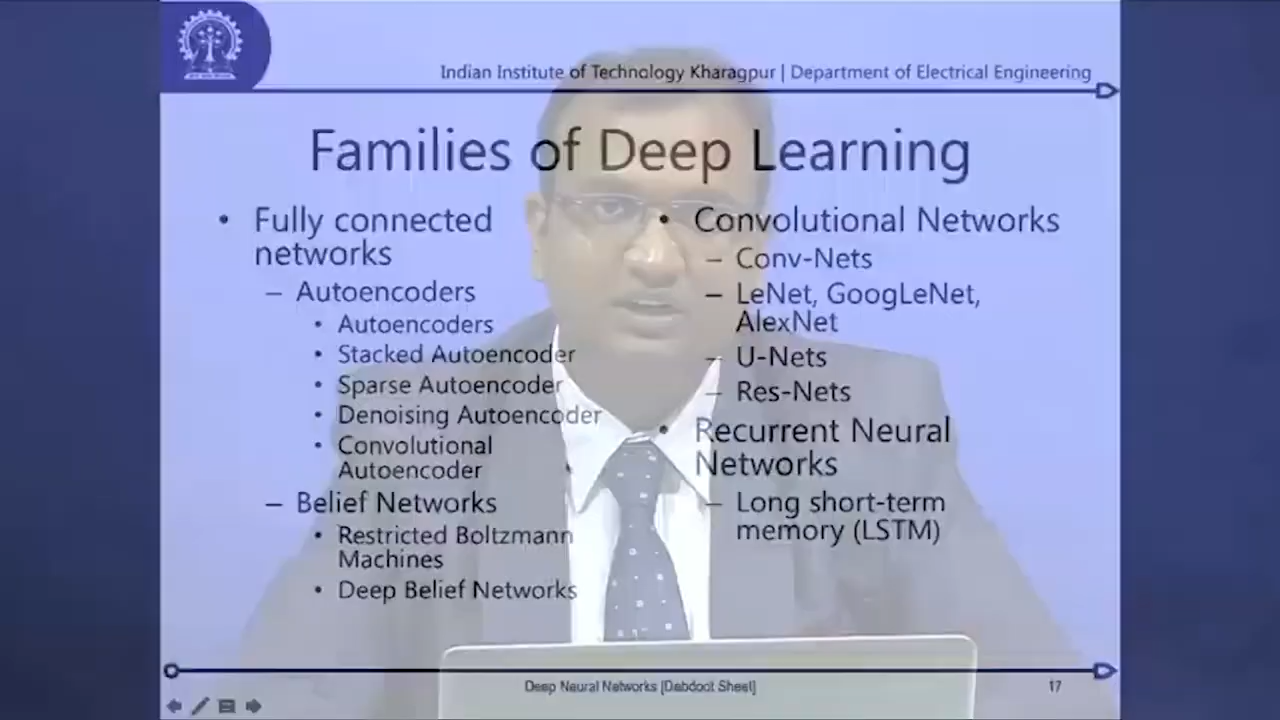 Indian Institute of Technology Kharagpur | Department of Electrical Engineering
Families of Deep Learning
• Fully connected
networks
– Autoencoders
• Autoencoders
• Stacked Autoencoder
• Sparse Autoencoder
• Denoising Autoencoder
• Convolutional
Autoencoder
– Belief Networks
• Restricted Boltzmann
Machines
• Deep Belief Networks
• Convolutional Networks
– Conv-Nets
– LeNet, GoogLeNet,
AlexNet
– U-Nets
– Res-Nets
• Recurrent Neural
Networks
– Long short-term
memory (LSTM)
Deep Neural Networks [Debdoot Sheet]
17